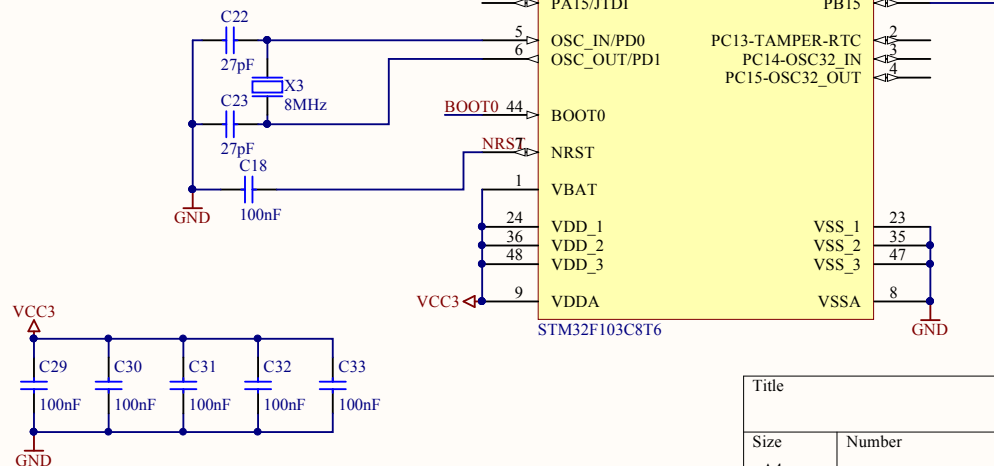 PA15/JTDI
PB15
C22
27pF
5
OSC_IN/PD0
6
OSC_OUT/PD1
PC13-TAMPER-RTC
2
PC14-OSC32_IN
3
PC15-OSC32_OUT
4
X3
8MHz
C23
27pF
BOOT0
44
BOOT0
NRST
7
NRST
C18
100nF
GND
1
VBAT
24
VDD_1
36
VDD_2
48
VDD_3
VCC3
9
VDDA
VSS_1
23
VSS_2
35
VSS_3
47
VSSA
8
GND
STM32F103C8T6
VCC3
C29
100nF
C30
100nF
C31
100nF
C32
100nF
C33
100nF
GND
Title
Size
Number